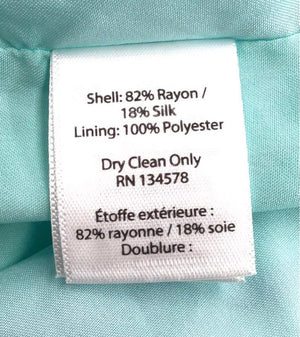 Shell: 82% Rayon /
18% Silk
Lining: 100% Polyester
Dry Clean Only
RN 134578
Étoffe extérieure :
82% rayonne / 18% soie
Doublure :